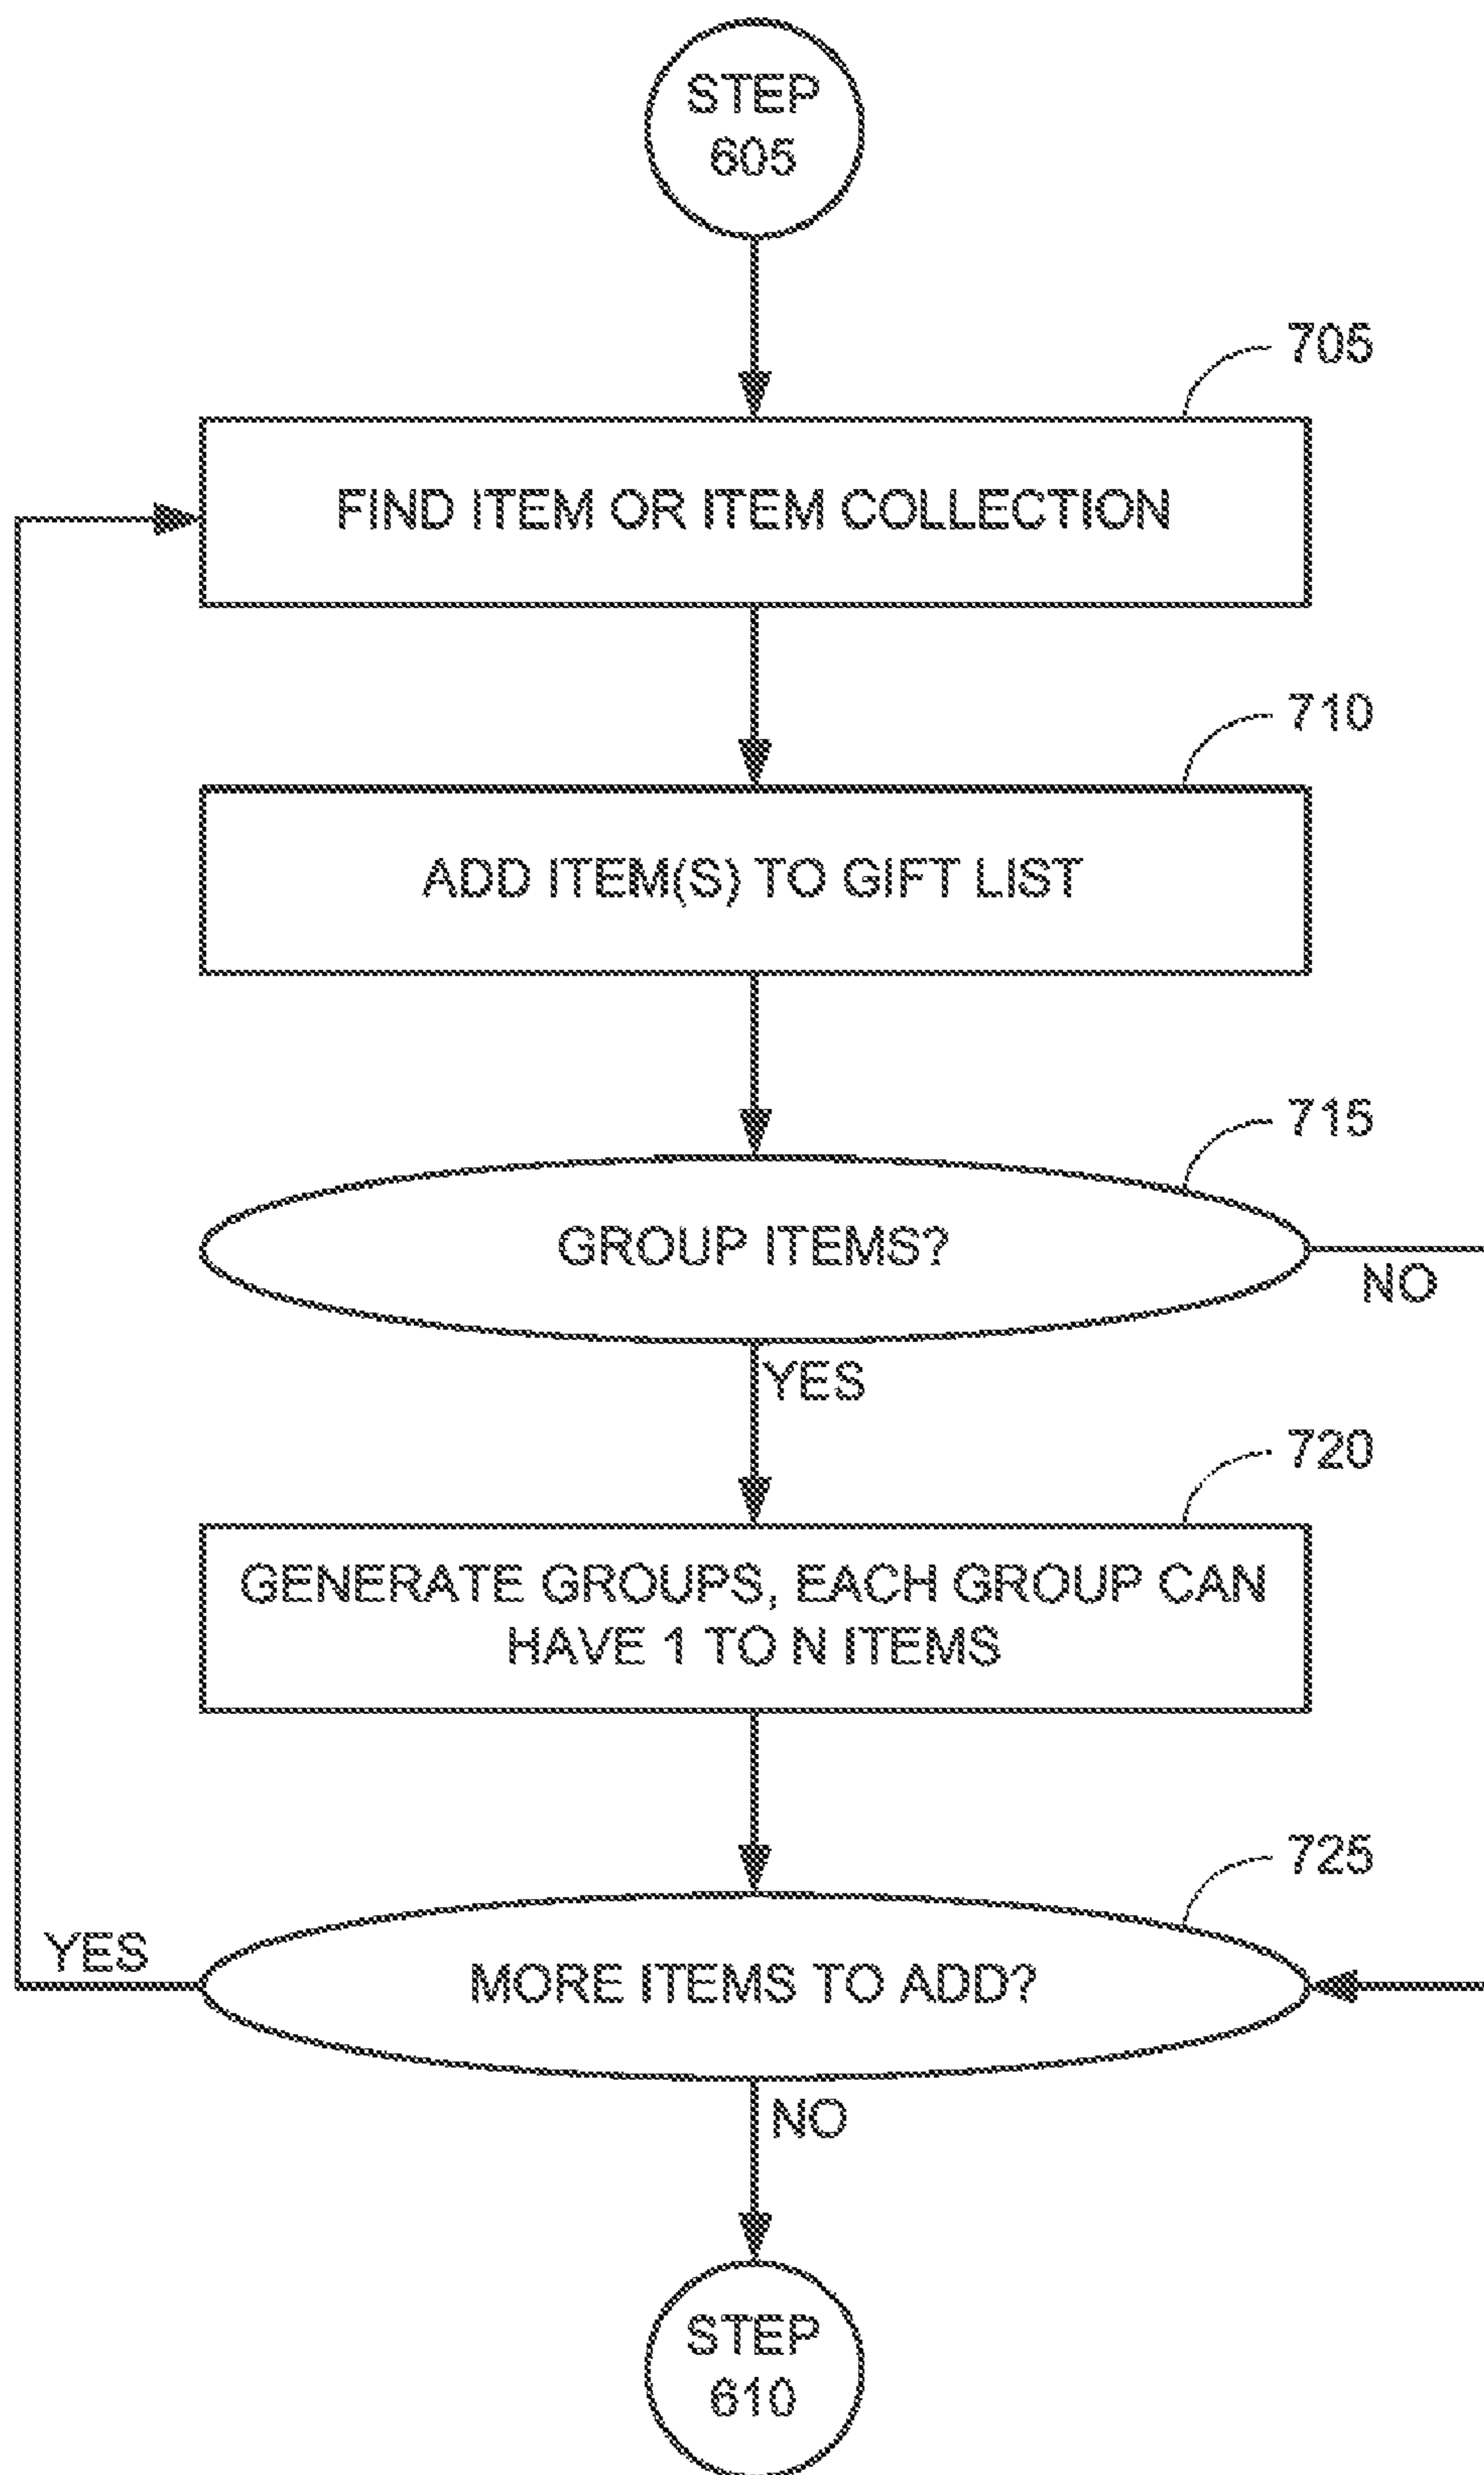 STEP
605
705
FIND ITEM OR ITEM COLLECTION
710
ADD ITEM(S) TO GIFT LIST
715
GROUP ITEMS?
NO
YES
720
GENERATE GROUPS, EACH GROUP CAN
HAVE 1 TO N ITEMS
725
YES
MORE ITEMS TO ADD?
NO
STEP
610